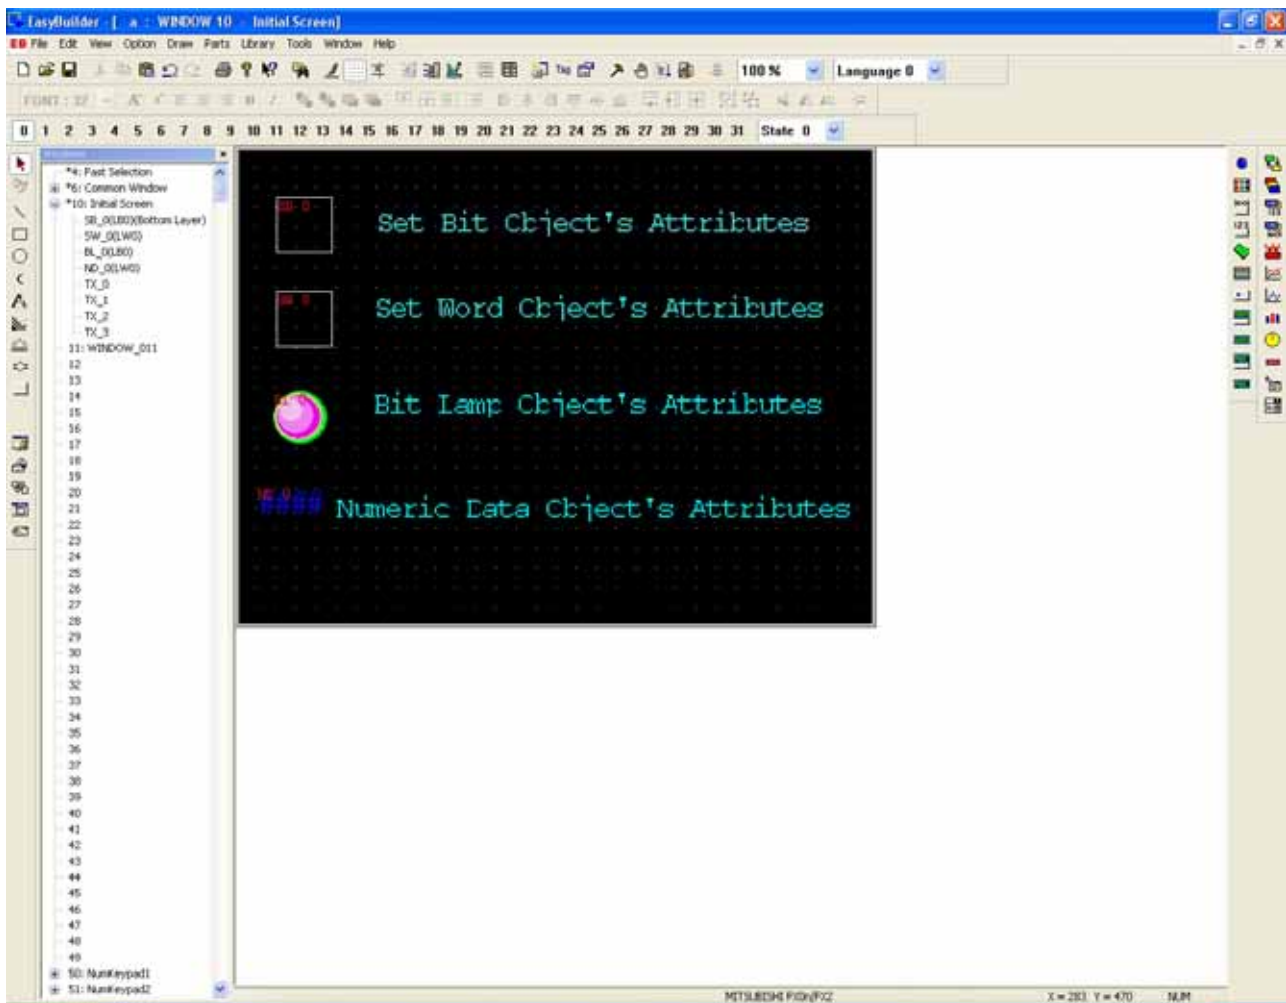 EasyBuilder - [ a : WINDOW 10 - Initial Screen]
EB File Edit View Option Draw Parts Library Tools Window Help
100 % Language 0
FONT : 32
0 1 2 3 4 5 6 7 8 9 10 11 12 13 14 15 16 17 18 19 20 21 22 23 24 25 26 27 28 29 30 31 State 0
*4: Fast Selection
*6: Common Window
*10: Initial Screen
SB_0(LB0)(Bottom Layer)
SW_0(LW0)
BL_0(LB0)
ND_0(LW0)
TX_0
TX_1
TX_2
TX_3
11: WINDOW_011
12
13
14
15
16
17
18
19
20
21
22
23
24
25
26
27
28
29
30
31
32
33
34
35
36
37
38
39
40
41
42
43
44
45
46
47
48
49
50: NumKeypad1
51: NumKeypad2
Set Bit Object's Attributes
Set Word Object's Attributes
Bit Lamp Object's Attributes
####
Numeric Data Object's Attributes
MITSUBISHI FX0n/FX2 X = 283 Y = 470 NUM